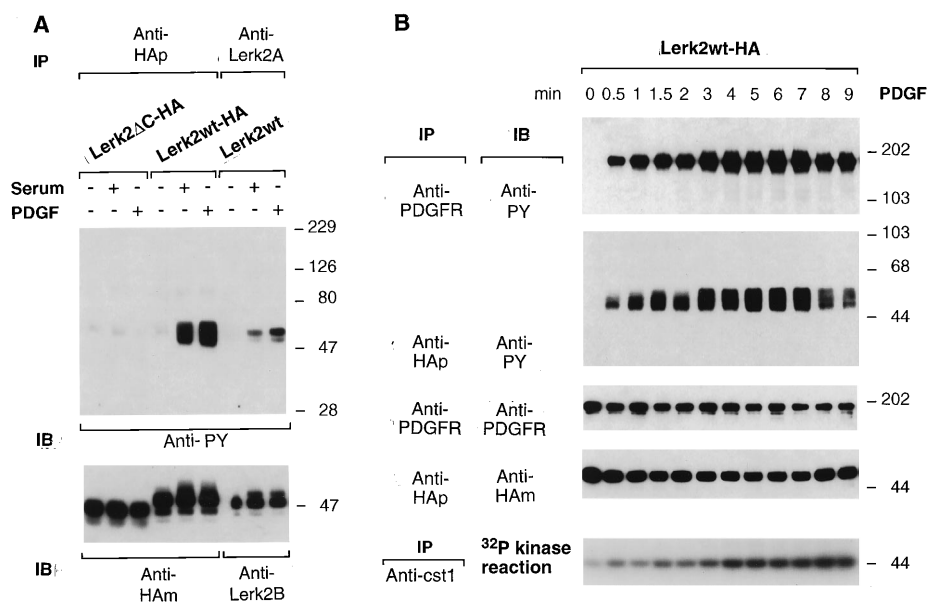 A
Anti-
HAp
Anti-
Lerk2A
IP
Lerk2ΔC-HA
Lerk2wt-HA
Lerk2wt
Serum - + - - + - - + -
PDGF - - + - - + - - +
229
126
80
47
28
IB
Anti-PY
47
IB
Anti-
HAm
Anti-
Lerk2B
B
Lerk2wt-HA
min 0 0.5 1 1.5 2 3 4 5 6 7 8 9 PDGF
IP IB
Anti-
PDGFR
Anti-
PY
202
103
103
68
44
Anti-
HAp
Anti-
PY
Anti-
PDGFR
Anti-
PDGFR
202
Anti-
HAp
Anti-
HAm
44
IP
Anti-cst1
32P kinase
reaction
44